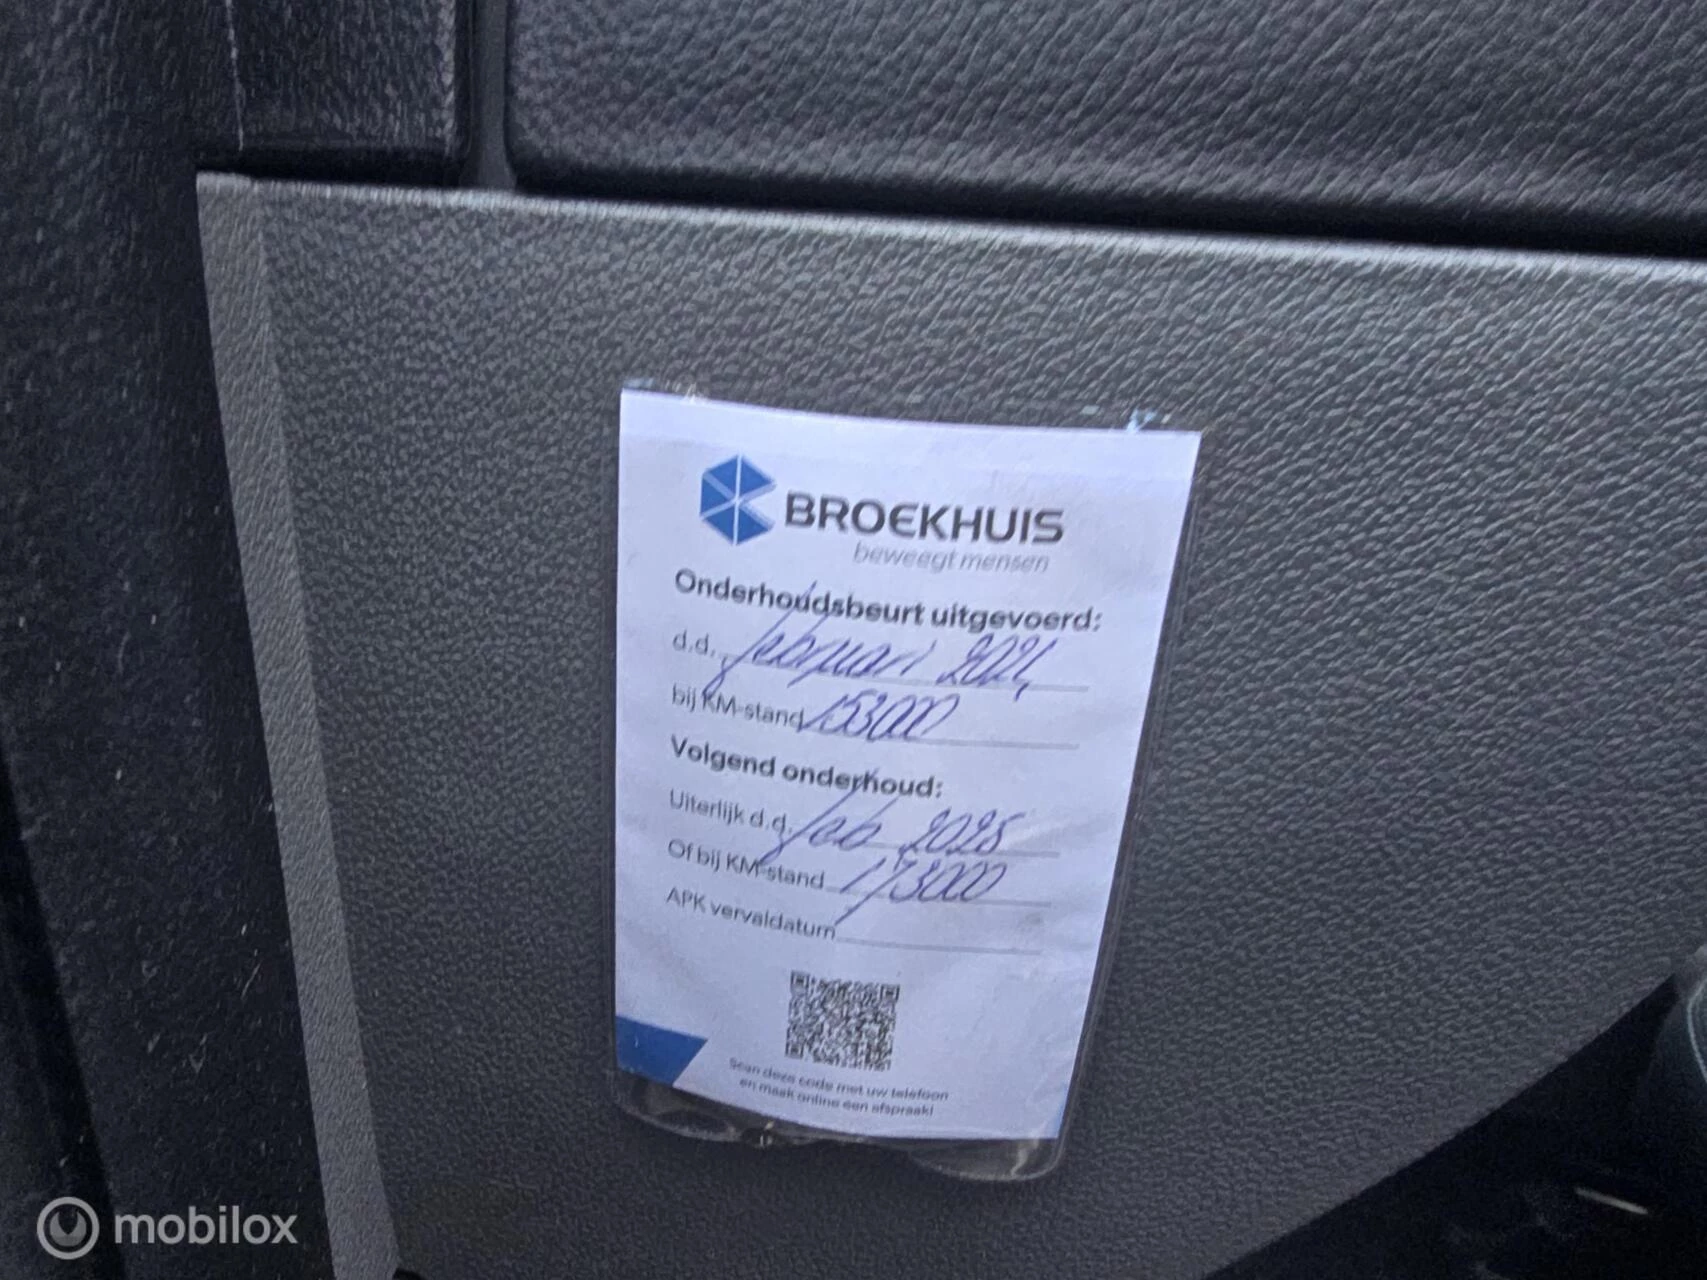 BROEKHUIS
beweegt mensen
Onderhoudsbeurt uitgevoerd:
d.d. februari 2024
bij KM-stand 153000
Volgend onderhoud:
Uiterlijk d.d. feb 2025
Of bij KM-stand 173000
APK vervaldatum
Scan deze code met uw telefoon
en maak online een afspraak!
mobilox